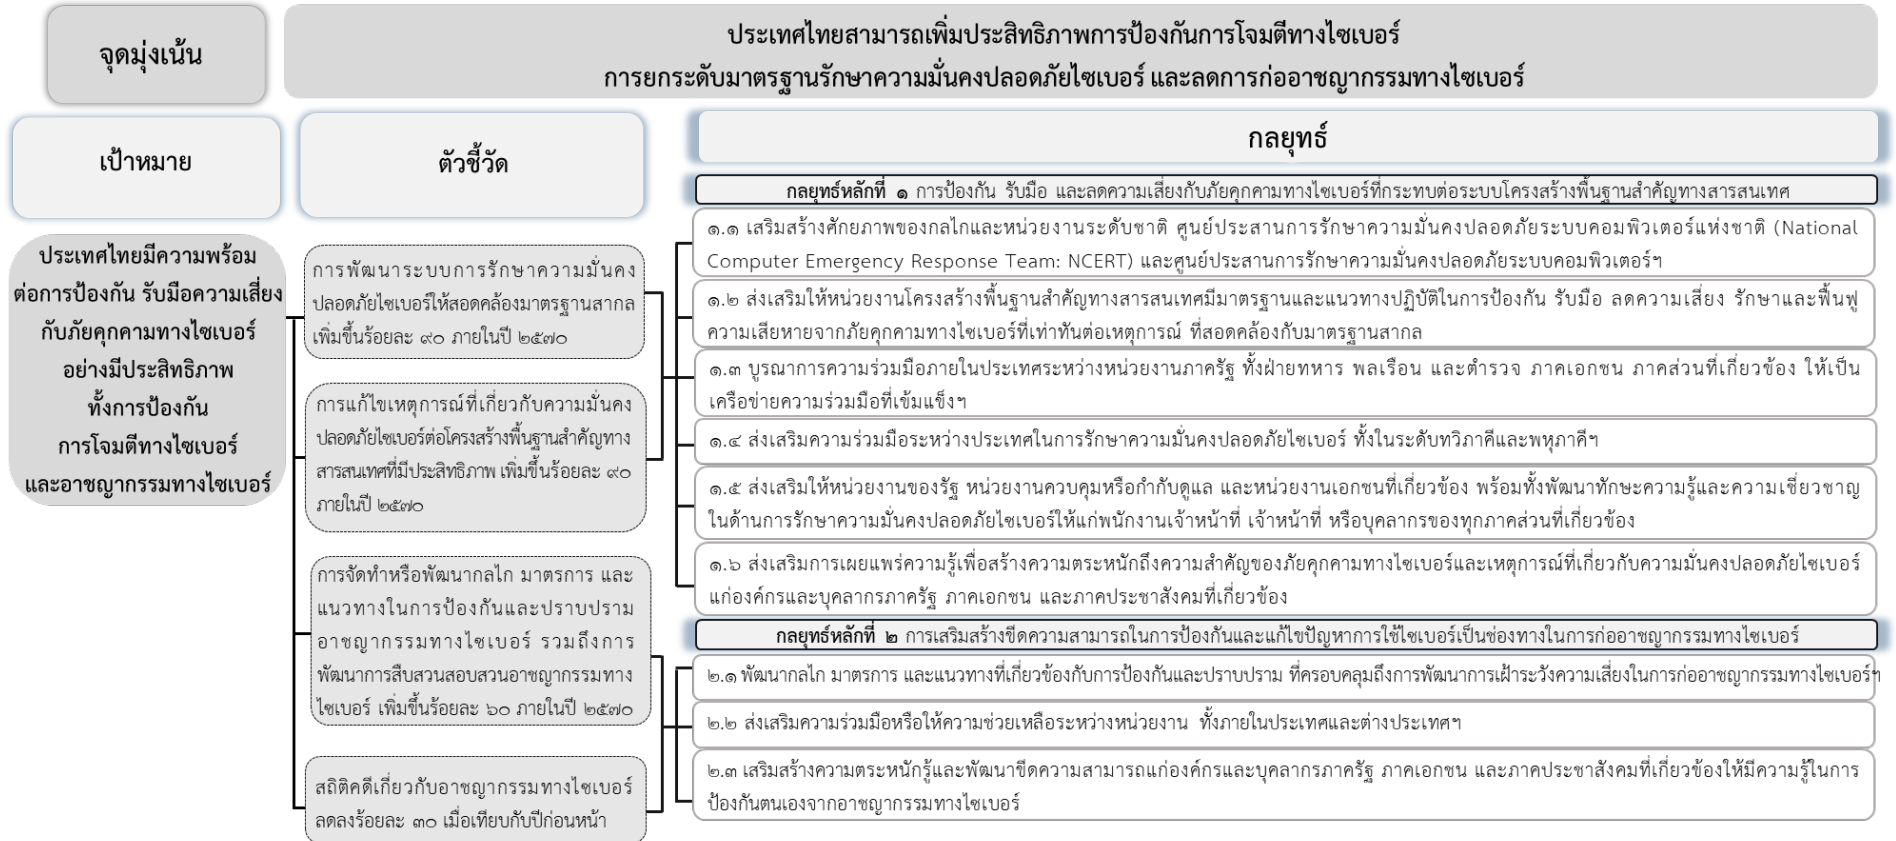 จุดมุ่งเน้น
ประเทศไทยสามารถเพิ่มประสิทธิภาพการป้องกันการโจมตีทางไซเบอร์
การยกระดับมาตรฐานรักษาความมั่นคงปลอดภัยไซเบอร์ และลดการก่ออาชญากรรมทางไซเบอร์
เป้าหมาย
ตัวชี้วัด
กลยุทธ์
ประเทศไทยมีความพร้อม
ต่อการป้องกัน รับมือความเสี่ยง
กับภัยคุกคามทางไซเบอร์
อย่างมีประสิทธิภาพ
ทั้งการป้องกัน
การโจมตีทางไซเบอร์
และอาชญากรรมทางไซเบอร์
การพัฒนาระบบการรักษาความมั่นคง
ปลอดภัยไซเบอร์ให้สอดคล้องมาตรฐานสากล
เพิ่มขึ้นร้อยละ ๙๐ ภายในปี ๒๕๗๐
การแก้ไขเหตุการณ์ที่เกี่ยวกับความมั่นคง
ปลอดภัยไซเบอร์ต่อโครงสร้างพื้นฐานสำคัญทาง
สารสนเทศที่มีประสิทธิภาพ เพิ่มขึ้นร้อยละ ๙๐
ภายในปี ๒๕๗๐
การจัดทำหรือพัฒนากลไก มาตรการ และ
แนวทางในการป้องกันและปราบปราม
อาชญากรรมทางไซเบอร์ รวมถึงการ
พัฒนาการสืบสวนสอบสวนอาชญากรรมทาง
ไซเบอร์ เพิ่มขึ้นร้อยละ ๖๐ ภายในปี ๒๕๗๐
สถิติคดีเกี่ยวกับอาชญากรรมทางไซเบอร์
ลดลงร้อยละ ๓๐ เมื่อเทียบกับปีก่อนหน้า
กลยุทธ์หลักที่ ๑ การป้องกัน รับมือ และลดความเสี่ยงกับภัยคุกคามทางไซเบอร์ที่กระทบต่อระบบโครงสร้างพื้นฐานสำคัญทางสารสนเทศ
๑.๑ เสริมสร้างศักยภาพของกลไกและหน่วยงานระดับชาติ ศูนย์ประสานการรักษาความมั่นคงปลอดภัยระบบคอมพิวเตอร์แห่งชาติ (National
Computer Emergency Response Team: NCERT) และศูนย์ประสานการรักษาความมั่นคงปลอดภัยระบบคอมพิวเตอร์ฯ
๑.๒ ส่งเสริมให้หน่วยงานโครงสร้างพื้นฐานสำคัญทางสารสนเทศมีมาตรฐานและแนวทางปฏิบัติในการป้องกัน รับมือ ลดความเสี่ยง รักษาและฟื้นฟู
ความเสียหายจากภัยคุกคามทางไซเบอร์ที่เท่าทันต่อเหตุการณ์ ที่สอดคล้องกับมาตรฐานสากล
๑.๓ บูรณาการความร่วมมือภายในประเทศระหว่างหน่วยงานภาครัฐ ทั้งฝ่ายทหาร พลเรือน และตำรวจ ภาคเอกชน ภาคส่วนที่เกี่ยวข้อง ให้เป็น
เครือข่ายความร่วมมือที่เข้มแข็งฯ
๑.๔ ส่งเสริมความร่วมมือระหว่างประเทศในการรักษาความมั่นคงปลอดภัยไซเบอร์ ทั้งในระดับทวิภาคีและพหุภาคีฯ
๑.๕ ส่งเสริมให้หน่วยงานของรัฐ หน่วยงานควบคุมหรือกำกับดูแล และหน่วยงานเอกชนที่เกี่ยวข้อง พร้อมทั้งพัฒนาทักษะความรู้และความเชี่ยวชาญ
ในด้านการรักษาความมั่นคงปลอดภัยไซเบอร์ให้แก่พนักงานเจ้าหน้าที่ เจ้าหน้าที่ หรือบุคลากรของทุกภาคส่วนที่เกี่ยวข้อง
๑.๖ ส่งเสริมการเผยแพร่ความรู้เพื่อสร้างความตระหนักถึงความสำคัญของภัยคุกคามทางไซเบอร์และเหตุการณ์ที่เกี่ยวกับความมั่นคงปลอดภัยไซเบอร์
แก่องค์กรและบุคลากรภาครัฐ ภาคเอกชน และภาคประชาสังคมที่เกี่ยวข้อง
กลยุทธ์หลักที่ ๒ การเสริมสร้างขีดความสามารถในการป้องกันและแก้ไขปัญหาการใช้ไซเบอร์เป็นช่องทางในการก่ออาชญากรรมทางไซเบอร์
๒.๑ พัฒนากลไก มาตรการ และแนวทางที่เกี่ยวข้องกับการป้องกันและปราบปราม ที่ครอบคลุมถึงการพัฒนาการเฝ้าระวังความเสี่ยงในการก่ออาชญากรรมทางไซเบอร์ฯ
๒.๒ ส่งเสริมความร่วมมือหรือให้ความช่วยเหลือระหว่างหน่วยงาน ทั้งภายในประเทศและต่างประเทศฯ
๒.๓ เสริมสร้างความตระหนักรู้และพัฒนาขีดความสามารถแก่องค์กรและบุคลากรภาครัฐ ภาคเอกชน และภาคประชาสังคมที่เกี่ยวข้องให้มีความรู้ในการ
ป้องกันตนเองจากอาชญากรรมทางไซเบอร์